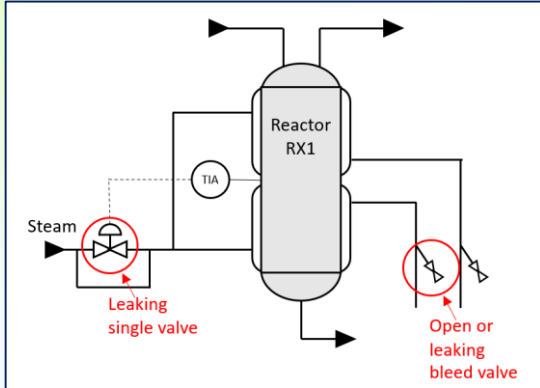 Reactor
RX1
TIA
Steam
Leaking
single valve
Open or
leaking
bleed valve